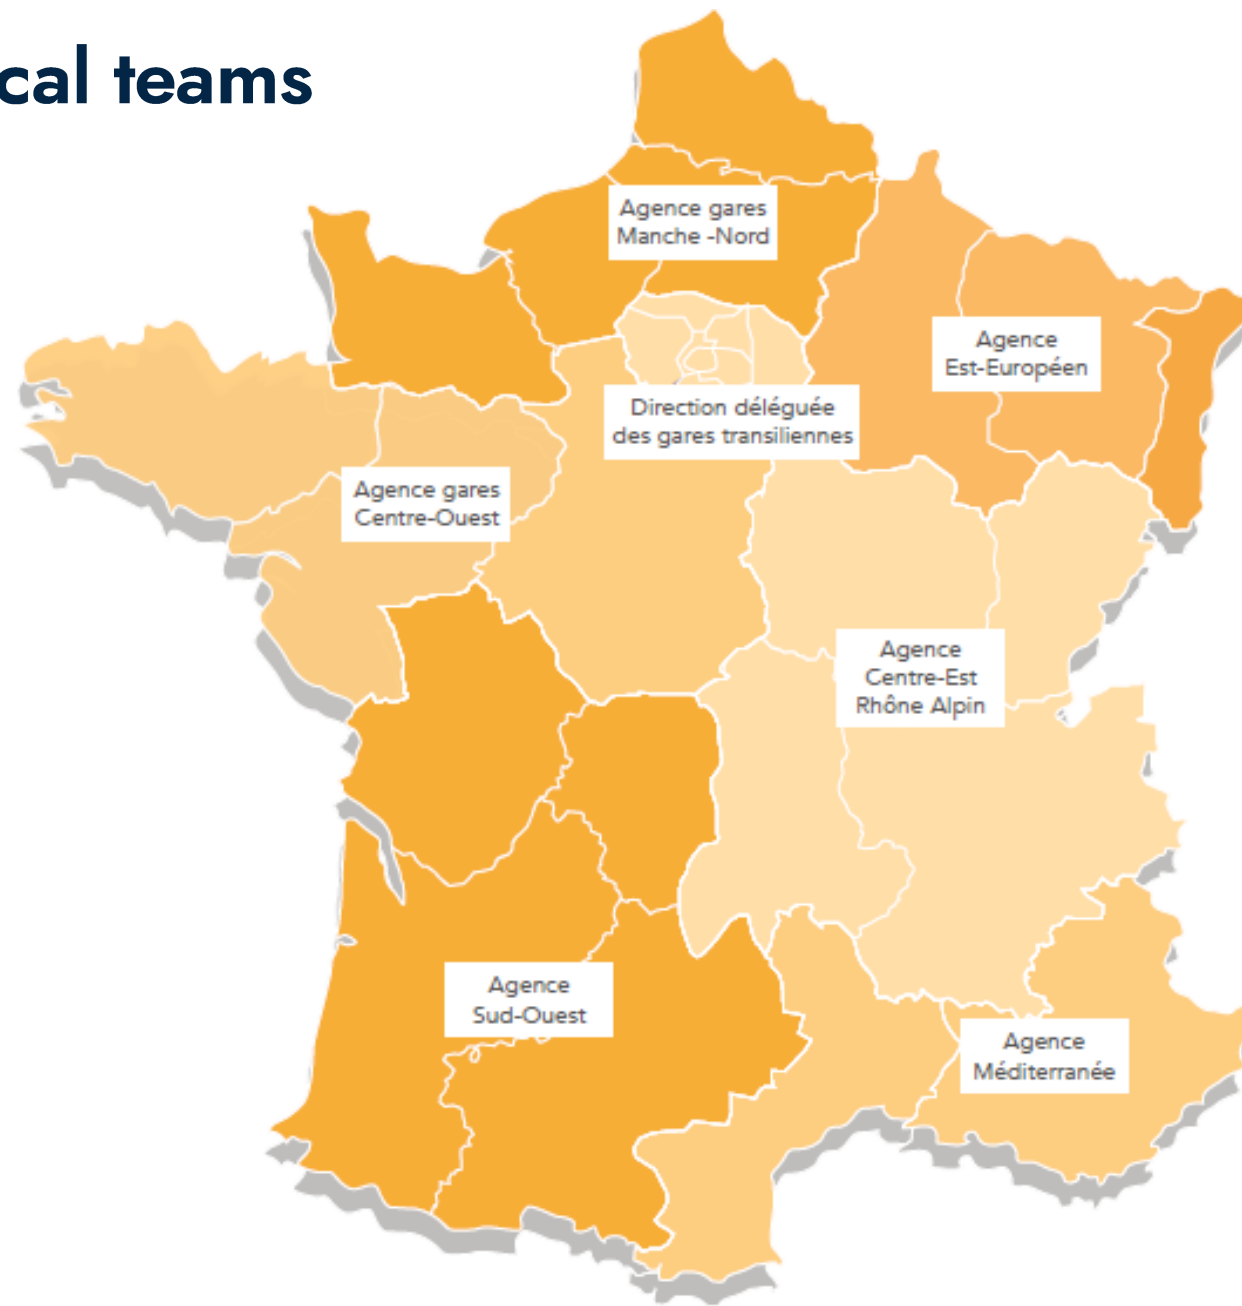 cal teams
Agence gares
Manche -Nord
Agence
Est-Européen
Direction déléguée
des gares transiliennes
Agence gares
Centre-Ouest
Agence
Centre-Est
Rhône Alpin
Agence
Sud-Ouest
Agence
Méditerranée